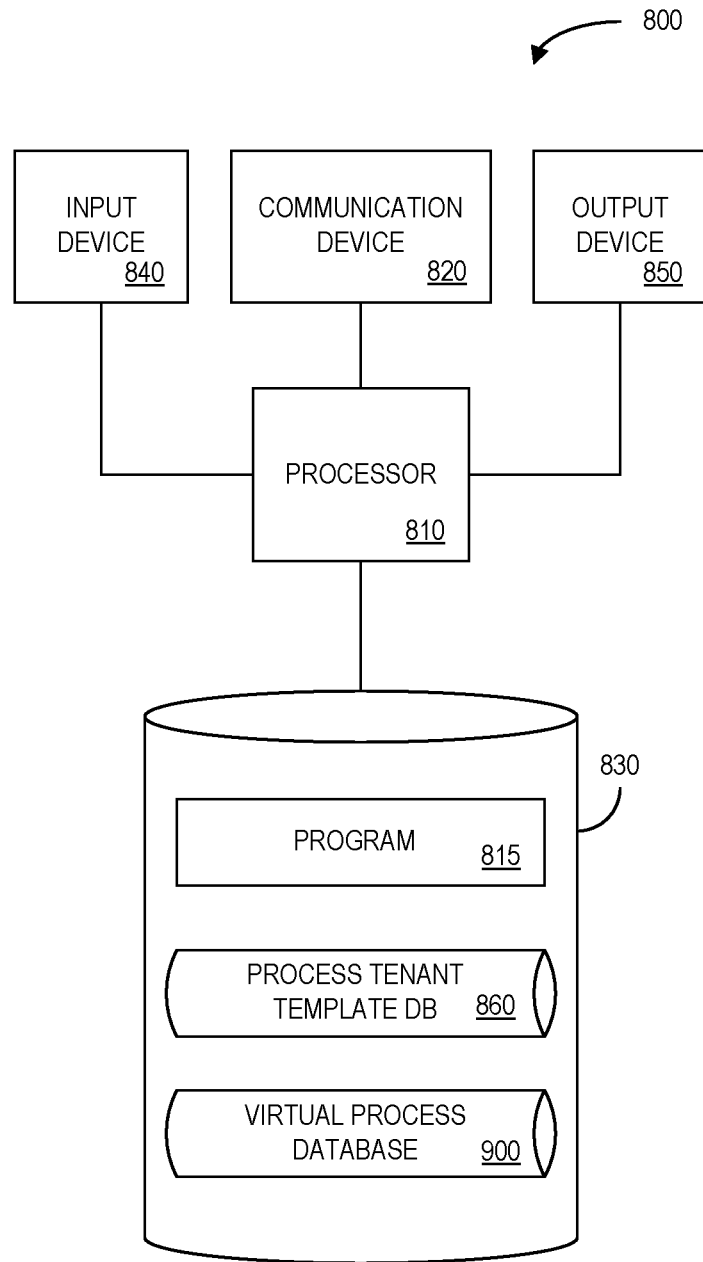 800
INPUT
DEVICE
840
COMMUNICATION
DEVICE
820
OUTPUT
DEVICE
850
PROCESSOR
810
830
PROGRAM
815
PROCESS TENANT
TEMPLATE DB
860
VIRTUAL PROCESS
DATABASE
900